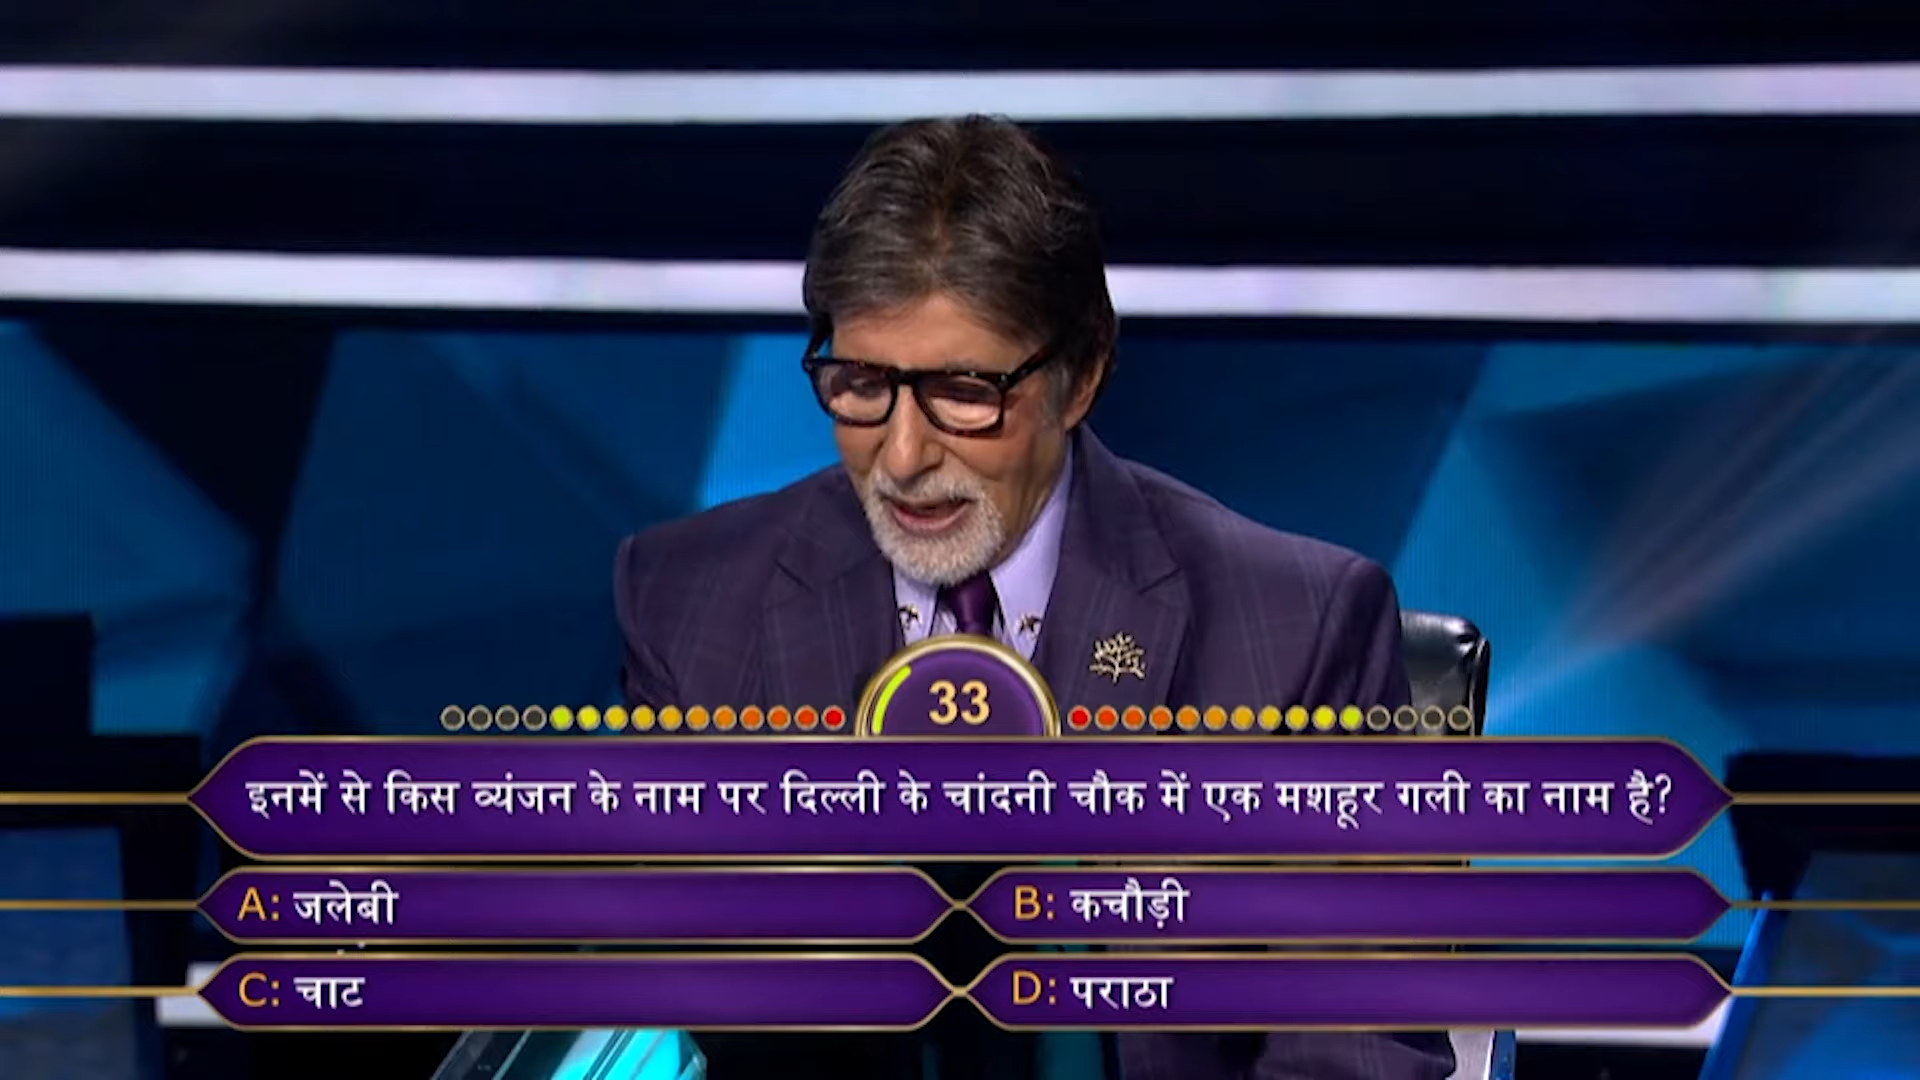 33
इनमें से किस व्यंजन के नाम पर दिल्ली के चांदनी चौक में एक मशहूर गली का नाम है?
A: जलेबी
B: कचौड़ी
C: चाट
D: पराठा